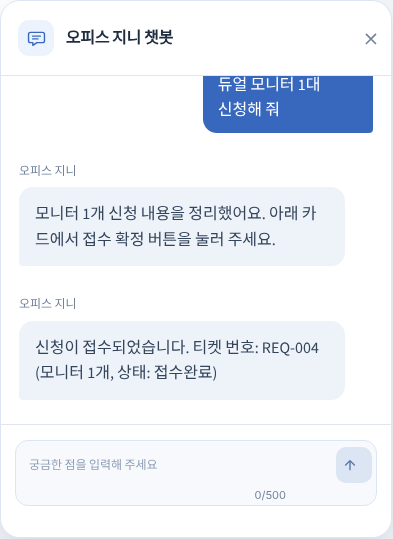 오피스 지니 챗봇
듀얼 모니터 1대
신청해 줘
오피스 지니
모니터 1개 신청 내용을 정리했어요. 아래 카
드에서 접수 확정 버튼을 눌러 주세요.
오피스 지니
신청이 접수되었습니다. 티켓 번호: REQ-004
(모니터 1개, 상태: 접수완료)
궁금한 점을 입력해 주세요
0/500